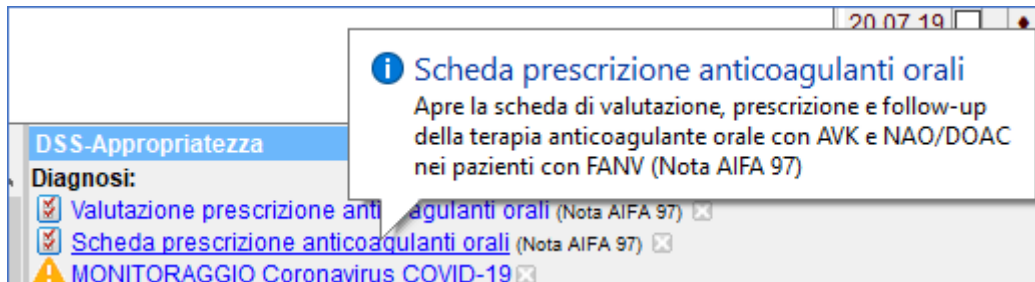 20.07.19
Scheda prescrizione anticoagulanti orali
Apre la scheda di valutazione, prescrizione e follow-up
della terapia anticoagulante orale con AVK e NAO/DOAC
nei pazienti con FANV (Nota AIFA 97)
DSS-Appropriatezza
Diagnosi:
Valutazione prescrizione anti agulanti orali (Nota AIFA 97)
Scheda prescrizione anticoagulanti orali (Nota AIFA 97)
MONITORAGGIO Coronavirus COVID-19